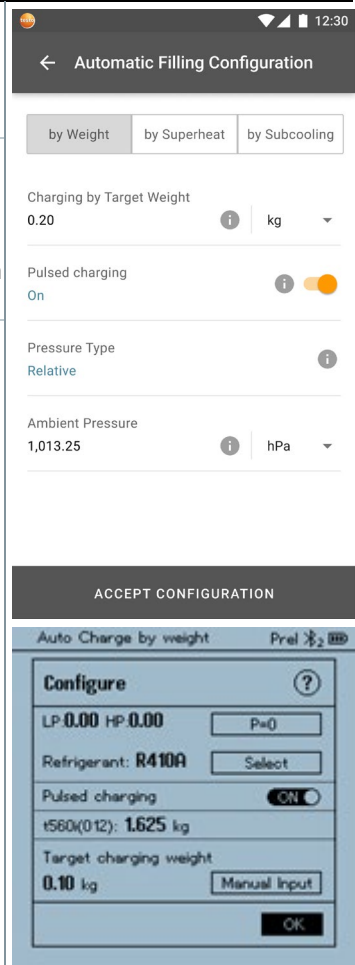 testo 12:30
Automatic Filling Configuration
by Weight by Superheat by Subcooling
Charging by Target Weight
0.20 kg
Pulsed charging
On
Pressure Type
Relative
Ambient Pressure
1,013.25 hPa
ACCEPT CONFIGURATION
Auto Charge by weight Prel 2
Configure ?
LP:0.00 HP:0.00 P=0
Refrigerant: R410A Select
Pulsed charging ON
t560i(012): 1.625 kg
Target charging weight
0.10 kg Manual Input
OK